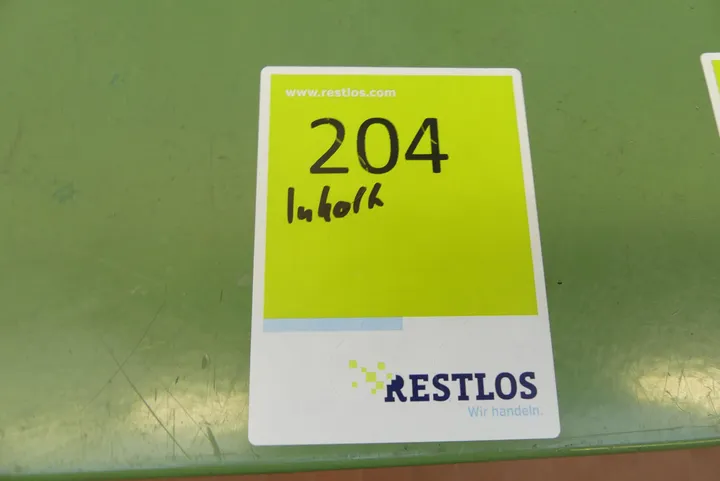 www.restlos.com
204
Inhalt
RESTLOS
Wir handeln.